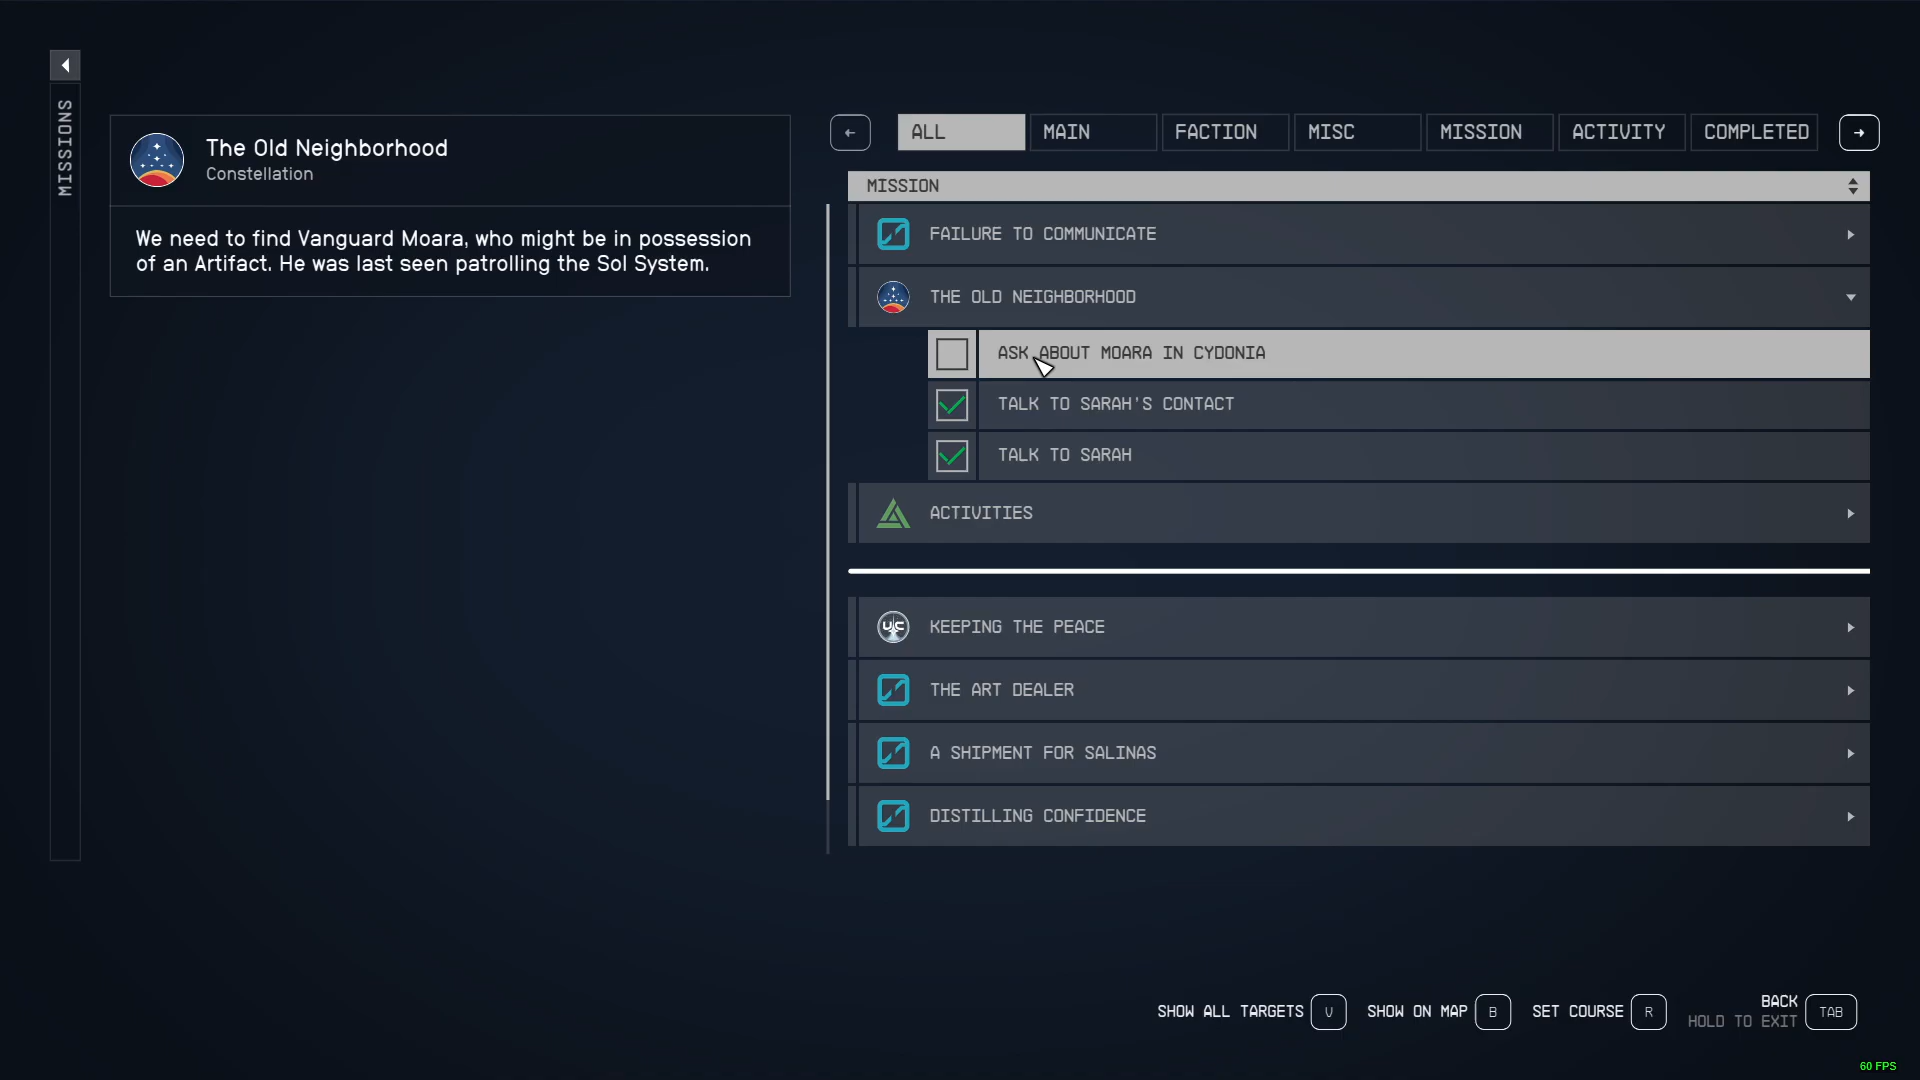 MISSIONS
The Old Neighborhood
Constellation
We need to find Vanguard Moara, who might be in possession
of an Artifact. He was last seen patrolling the Sol System.
ALL
MAIN
FACTION
MISC
MISSION
ACTIVITY
COMPLETED
MISSION
FAILURE TO COMMUNICATE
THE OLD NEIGHBORHOOD
ASK ABOUT MOARA IN CYDONIA
TALK TO SARAH'S CONTACT
TALK TO SARAH
ACTIVITIES
UC
KEEPING THE PEACE
THE ART DEALER
A SHIPMENT FOR SALINAS
DISTILLING CONFIDENCE
SHOW ALL TARGETS V
SHOW ON MAP B
SET COURSE R
BACK
HOLD TO EXIT
TAB
60 FPS